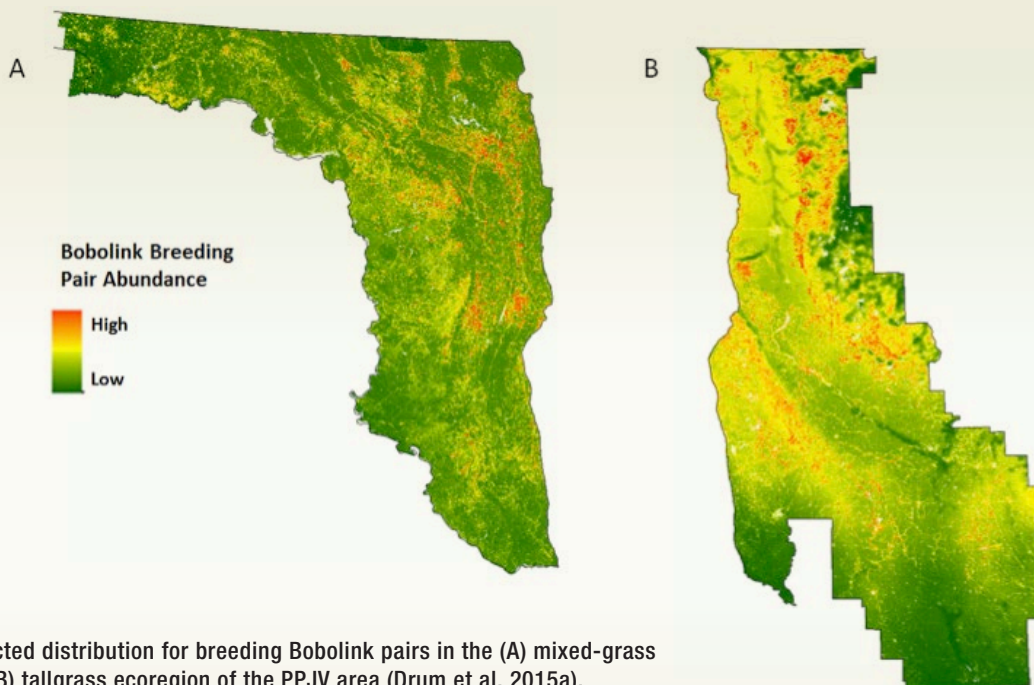 A
B
Bobolink Breeding
Pair Abundance
High
Low
cted distribution for breeding Bobolink pairs in the (A) mixed-grass
B) tallgrass ecoregion of the PPJV area (Drum et al. 2015a).